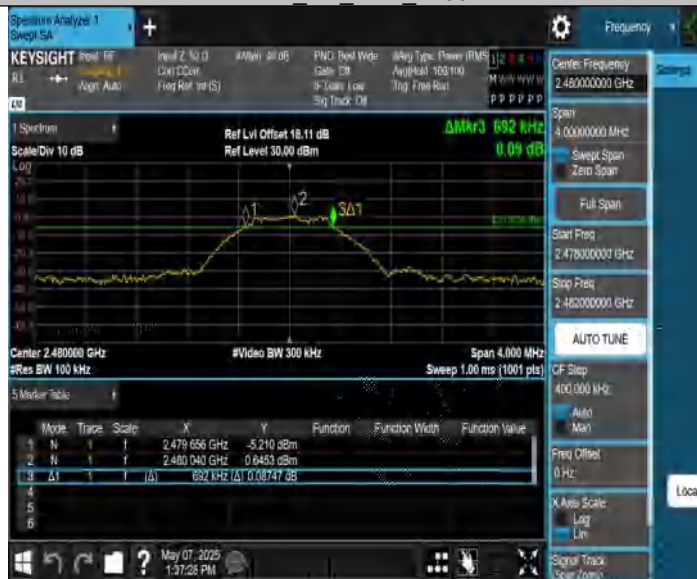 Spectrum Analyzer 1
Swept SA
+
Frequency
KEYSIGHT Input: RF
Input Z: 50 Ω
#Atten: 40 dB
PNO: Best Wide
#Avg Type: Power (RMS)
Align: Auto
Freq Ref: Int (S)
Gate: Off
IF Gain: Low
Sig Track: Off
Avg|Hold: 100/100
Trig: Free Run
P P P P P P
1 Spectrum
Scale/Div 10 dB
Log
Ref Lvl Offset 18.11 dB
Ref Level 30.00 dBm
ΔMkr3 692 kHz
0.09 dB
1
2
3Δ1
Center 2.480000 GHz
#Res BW 100 kHz
#Video BW 300 kHz
Span 4.000 MHz
Sweep 1.00 ms (1001 pts)
5 Marker Table
Mode Trace Scale X Y Function Function Width Function Value
1 N 1 f 2.479 656 GHz -5.210 dBm
2 N 1 f 2.480 040 GHz 0.6453 dBm
3 Δ1 1 f (Δ) 692 kHz (Δ) 0.08747 dB
4
5
6
May 07, 2025
1:37:28 PM
?
Center Frequency
2.480000000 GHz
Settings
Span
4.00000000 MHz
Swept Span
Zero Span
Full Span
Start Freq
2.478000000 GHz
Stop Freq
2.482000000 GHz
AUTO TUNE
CF Step
400.000 kHz
Auto
Man
Freq Offset
0 Hz
X Axis Scale
Log
Lin
Signal Track
Loca